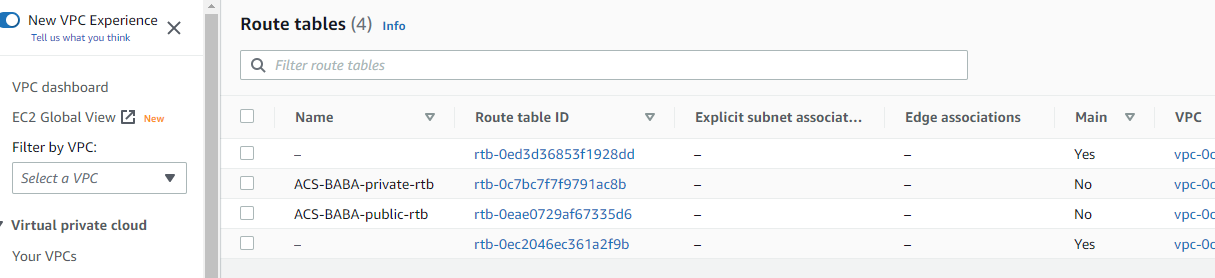 New VPC Experience
Tell us what you think
VPC dashboard
EC2 Global View New
Filter by VPC:
Select a VPC
Virtual private cloud
Your VPCs
Route tables (4) Info
Filter route tables
Name Route table ID Explicit subnet associat... Edge associations Main VPC
– rtb-0ed3d36853f1928dd – – Yes vpc-0c
ACS-BABA-private-rtb rtb-0c7bc7f7f9791ac8b – – No vpc-0c
ACS-BABA-public-rtb rtb-0eae0729af67335d6 – – No vpc-0c
– rtb-0ec2046ec361a2f9b – – Yes vpc-0c